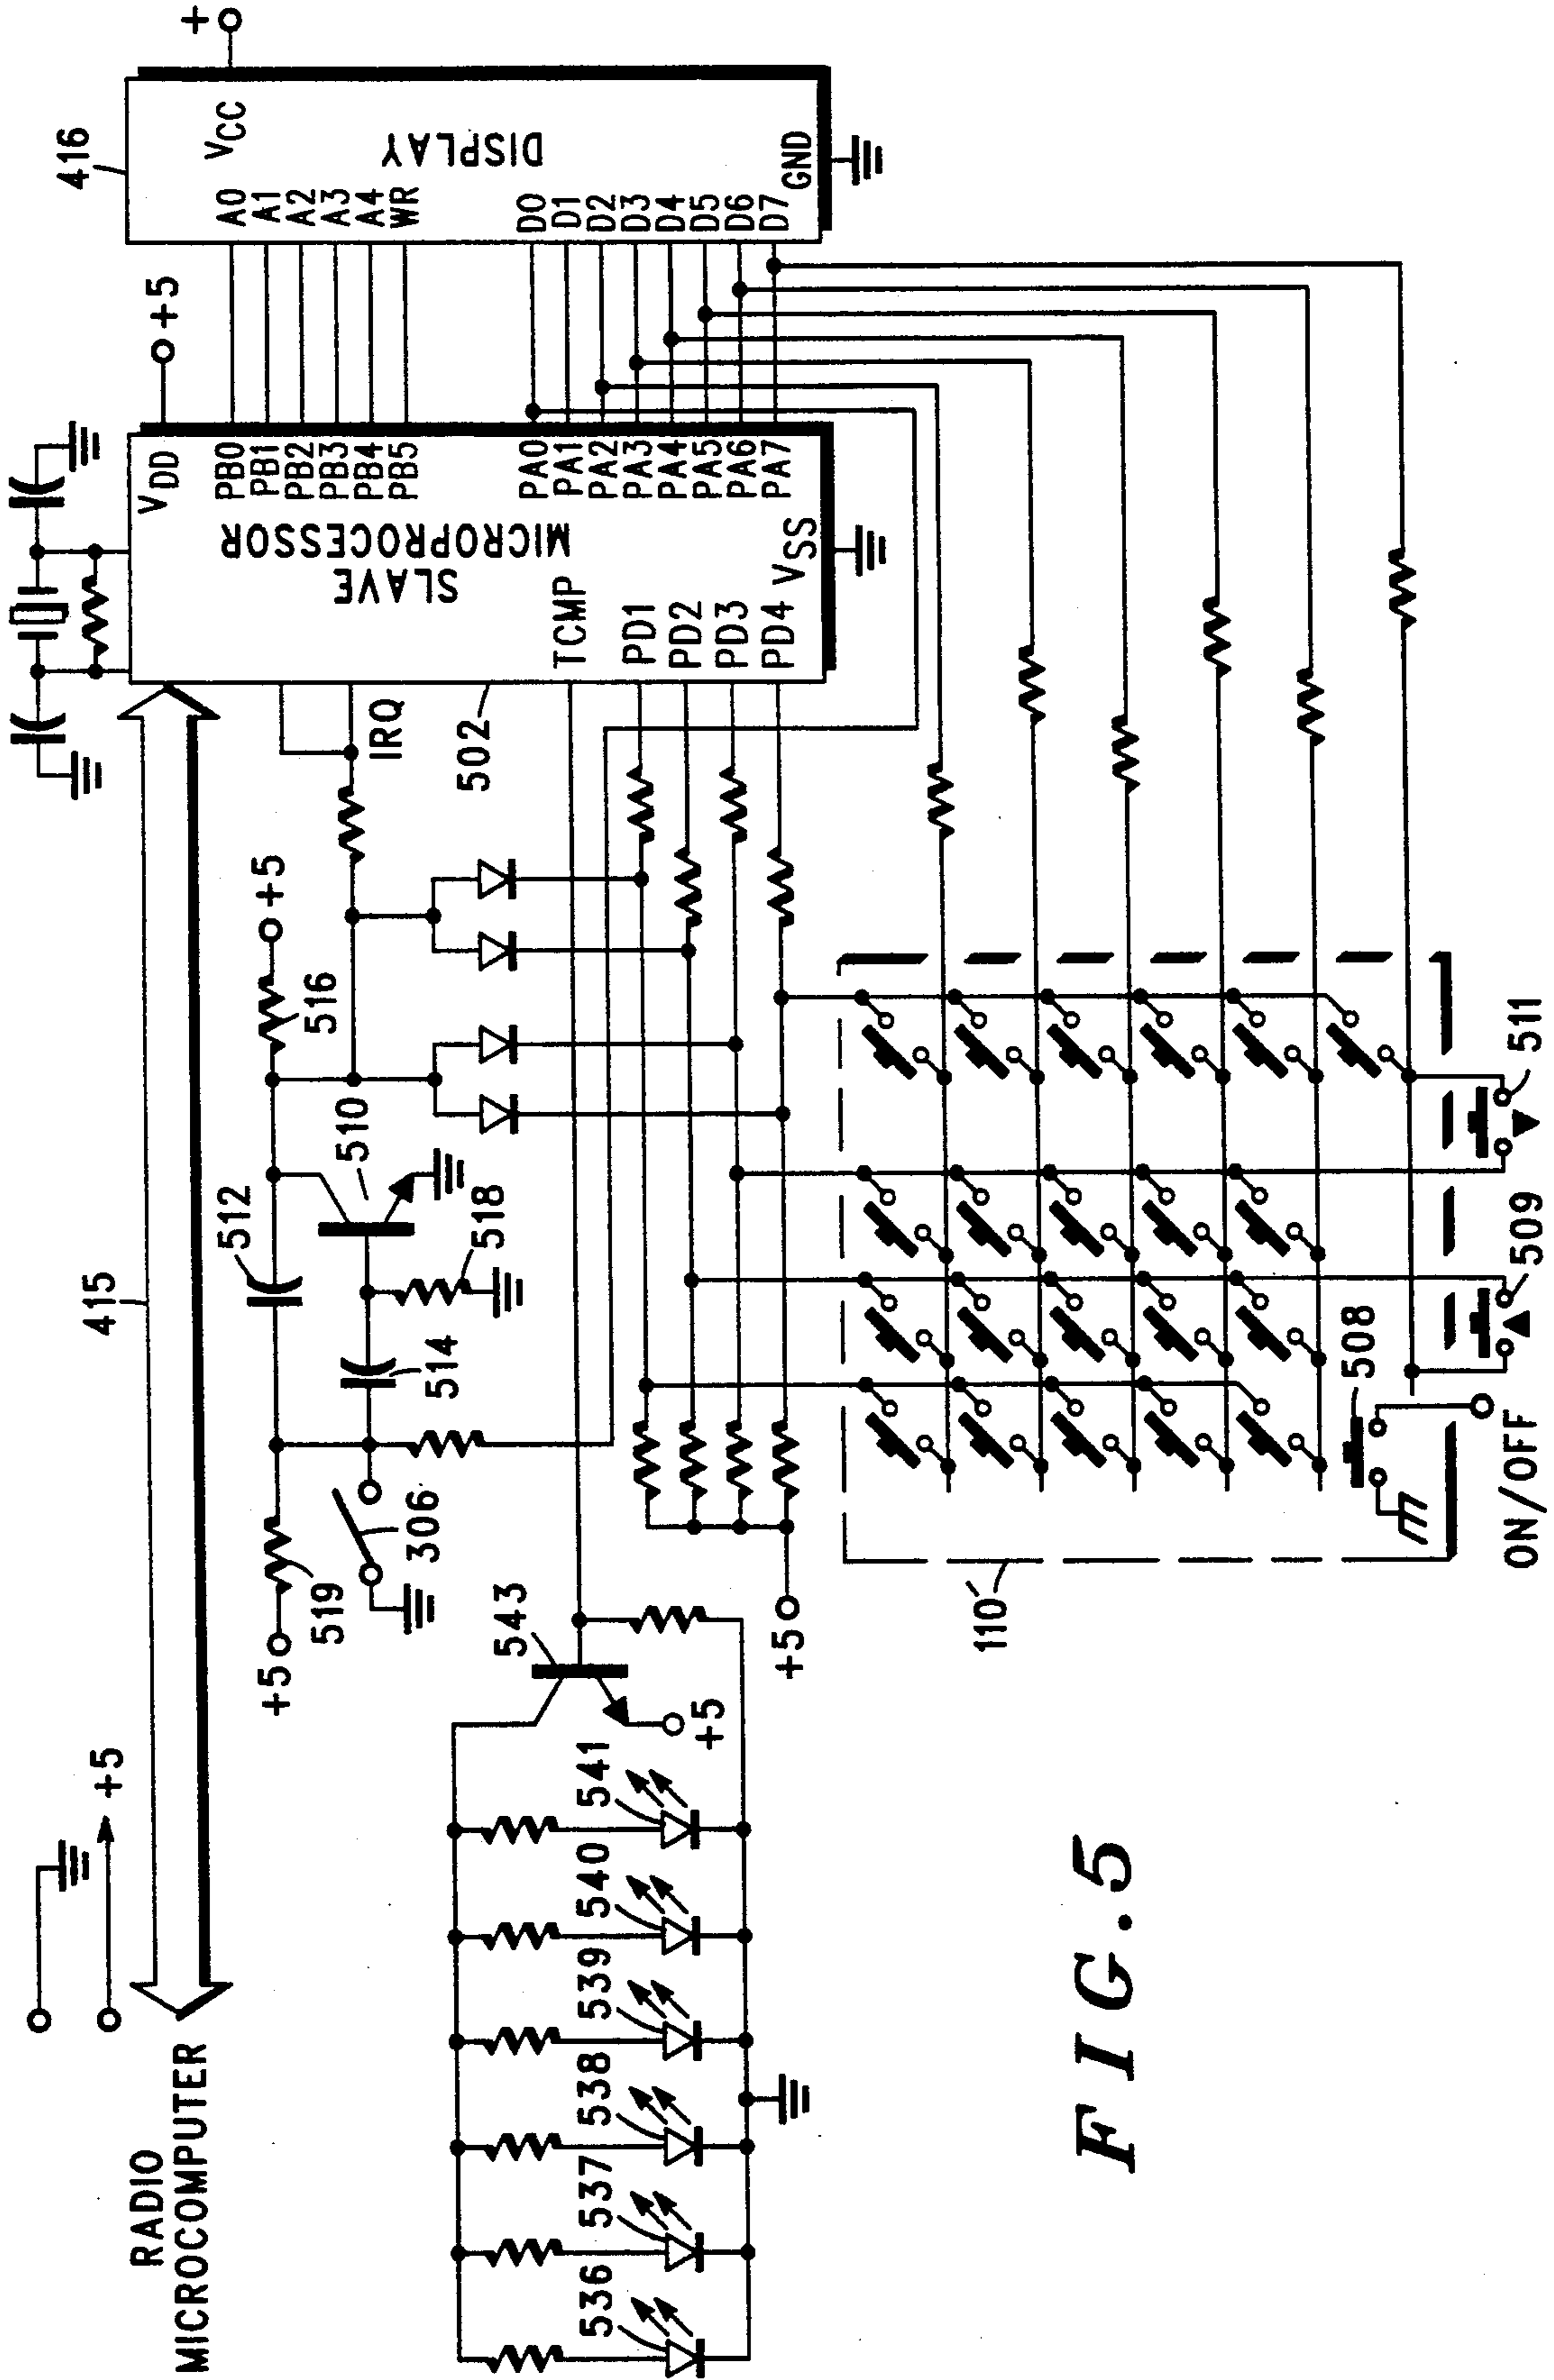 RADIO
MICROCOMPUTER
+5
415
416
+5
+
VDD
PB0
PB1
PB2
PB3
PB4
PB5
PA0
PA1
PA2
PA3
PA4
PA5
PA6
PA7
SLAVE
MICROPROCESSOR
TCMP
PD1
PD2
PD3
PD4
VSS
IRQ
502
VCC
A0
A1
A2
A3
A4
WR
D0
D1
D2
D3
D4
D5
D6
D7
DISPLAY
GND
+5
519
306
512
514
510
518
516
+5
543
+5
+5
536
537
538
539
540
541
110'
508
509
511
ON/OFF
FIG. 5